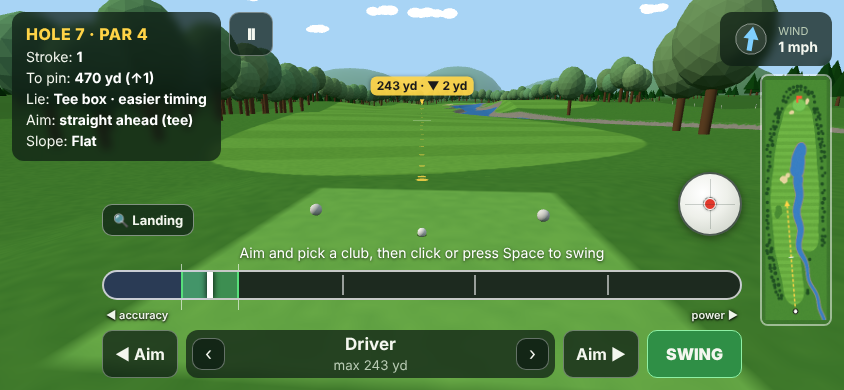 HOLE 7 · PAR 4
Stroke: 1
To pin: 470 yd (↑1)
Lie: Tee box · easier timing
Aim: straight ahead (tee)
Slope: Flat
WIND
1 mph
243 yd · ▼ 2 yd
🔍 Landing
Aim and pick a club, then click or press Space to swing
◀ accuracy
power ▶
◀ Aim
‹
Driver
max 243 yd
›
Aim ▶
SWING